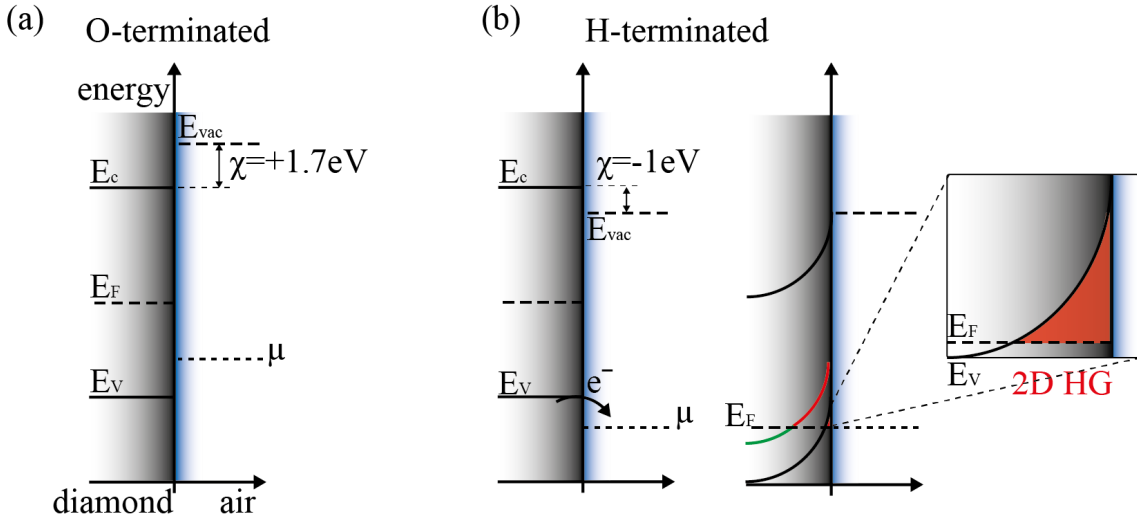 (a)
O-terminated
energy
Evac
χ=+1.7eV
Ec
EF
μ
EV
diamond
air
(b)
H-terminated
Ec
χ=-1eV
Evac
EV
e⁻
μ
EF
EF
EV
2D HG